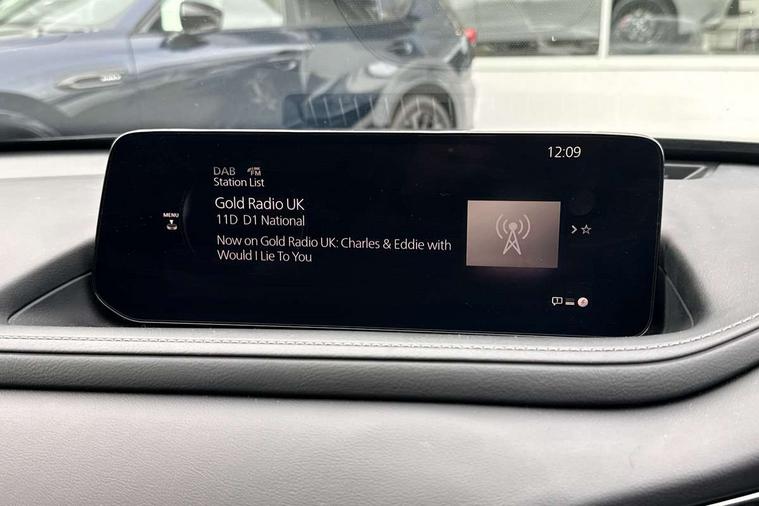 12:09
DAB FM
Station List
Gold Radio UK
11D D1 National
Now on Gold Radio UK: Charles & Eddie with
Would I Lie To You
MENU